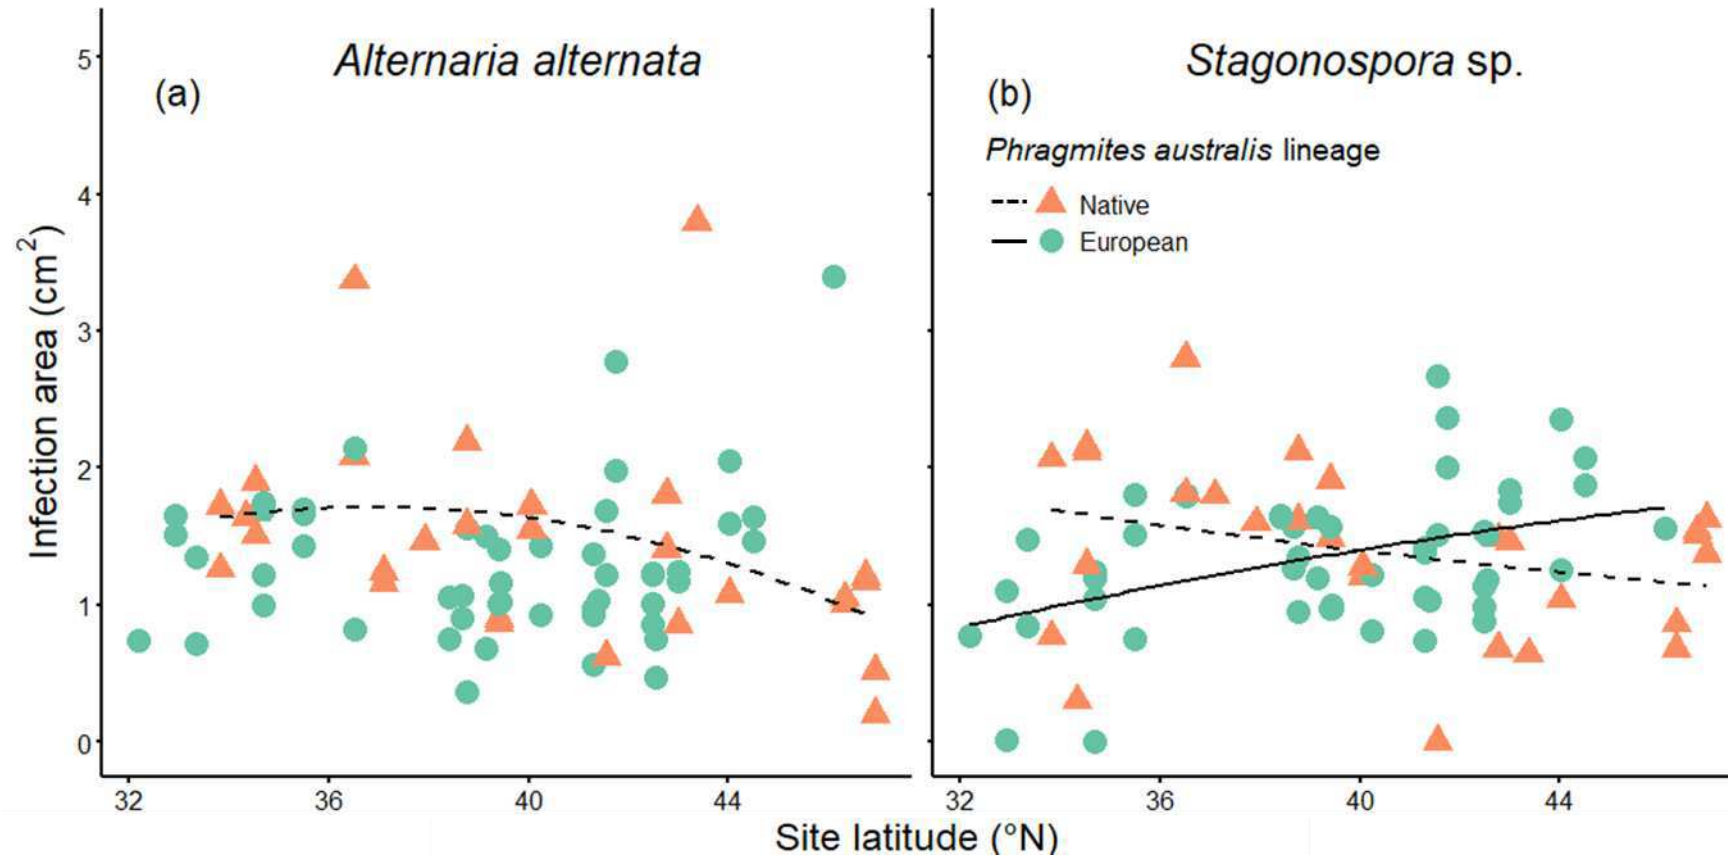 Alternaria alternata
(a)
Stagonospora sp.
(b)
Phragmites australis lineage
Native
European
Infection area (cm²)
5
4
3
2
1
0
32 36 40 44
32 36 40 44
Site latitude (°N)